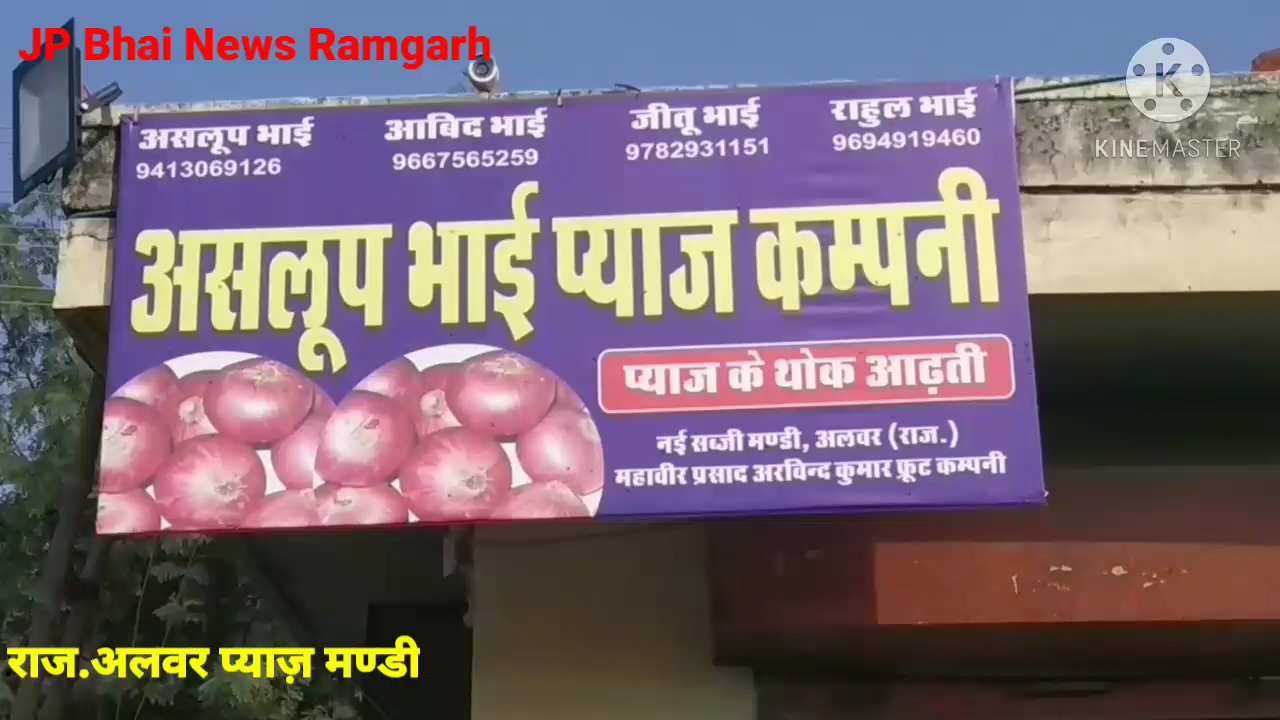 JP Bhai News Ramgarh
K
KINEMASTER
असलूप भाई आबिद भाई जीतू भाई राहुल भाई
9413069126 9667565259 9782931151 9694919460
असलूप भाई प्याज कम्पनी
प्याज के थोक आढ़ती
नई सब्जी मण्डी, अलवर (राज.)
महावीर प्रसाद अरविन्द कुमार फ्रूट कम्पनी
राज.अलवर प्याज़ मण्डी